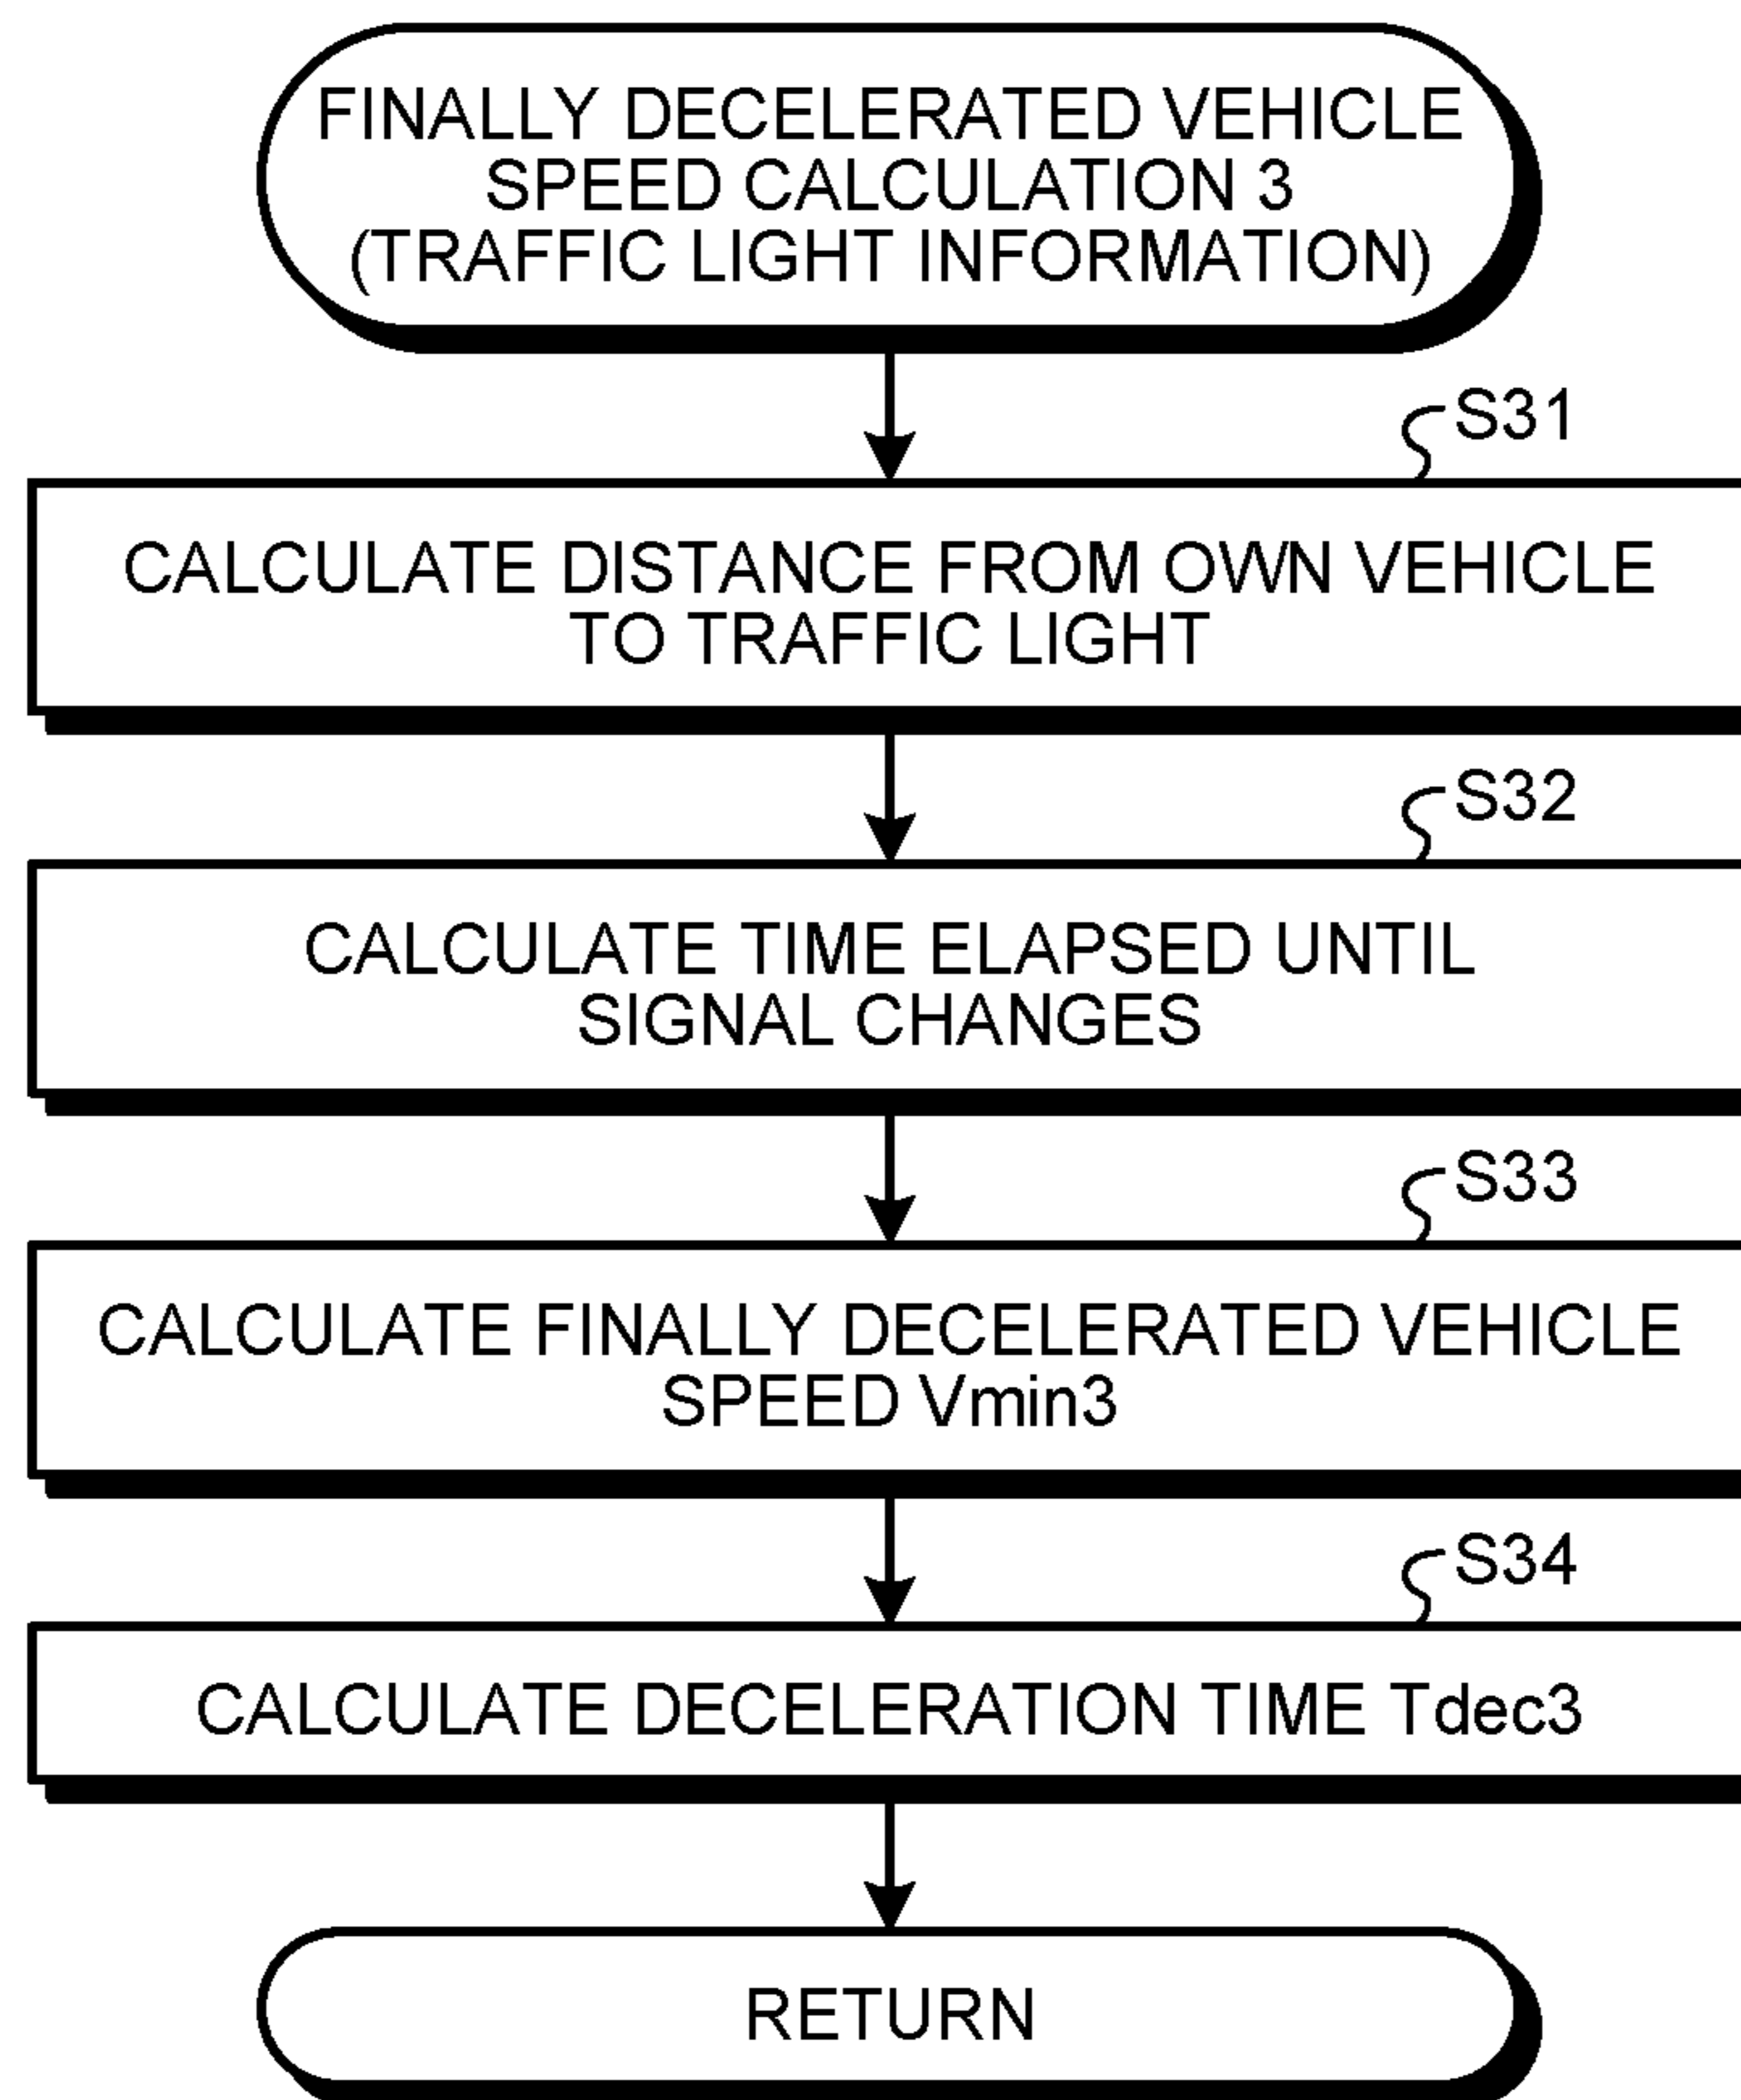 FINALLY DECELERATED VEHICLE
SPEED CALCULATION 3
(TRAFFIC LIGHT INFORMATION)
S31
CALCULATE DISTANCE FROM OWN VEHICLE
TO TRAFFIC LIGHT
S32
CALCULATE TIME ELAPSED UNTIL
SIGNAL CHANGES
S33
CALCULATE FINALLY DECELERATED VEHICLE
SPEED Vmin3
S34
CALCULATE DECELERATION TIME Tdec3
RETURN